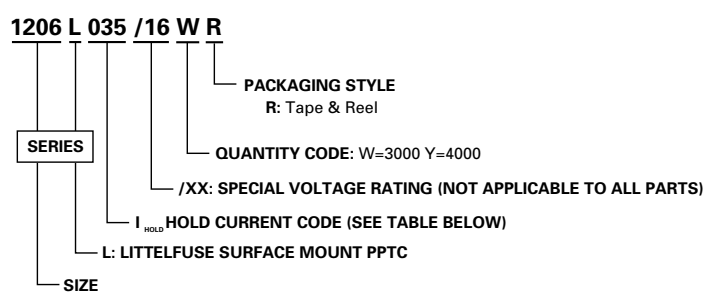 1206 L 035 /16 W R
PACKAGING STYLE
R: Tape & Reel
SERIES
QUANTITY CODE: W=3000 Y=4000
/XX: SPECIAL VOLTAGE RATING (NOT APPLICABLE TO ALL PARTS)
I HOLD HOLD CURRENT CODE (SEE TABLE BELOW)
L: LITTELFUSE SURFACE MOUNT PPTC
SIZE